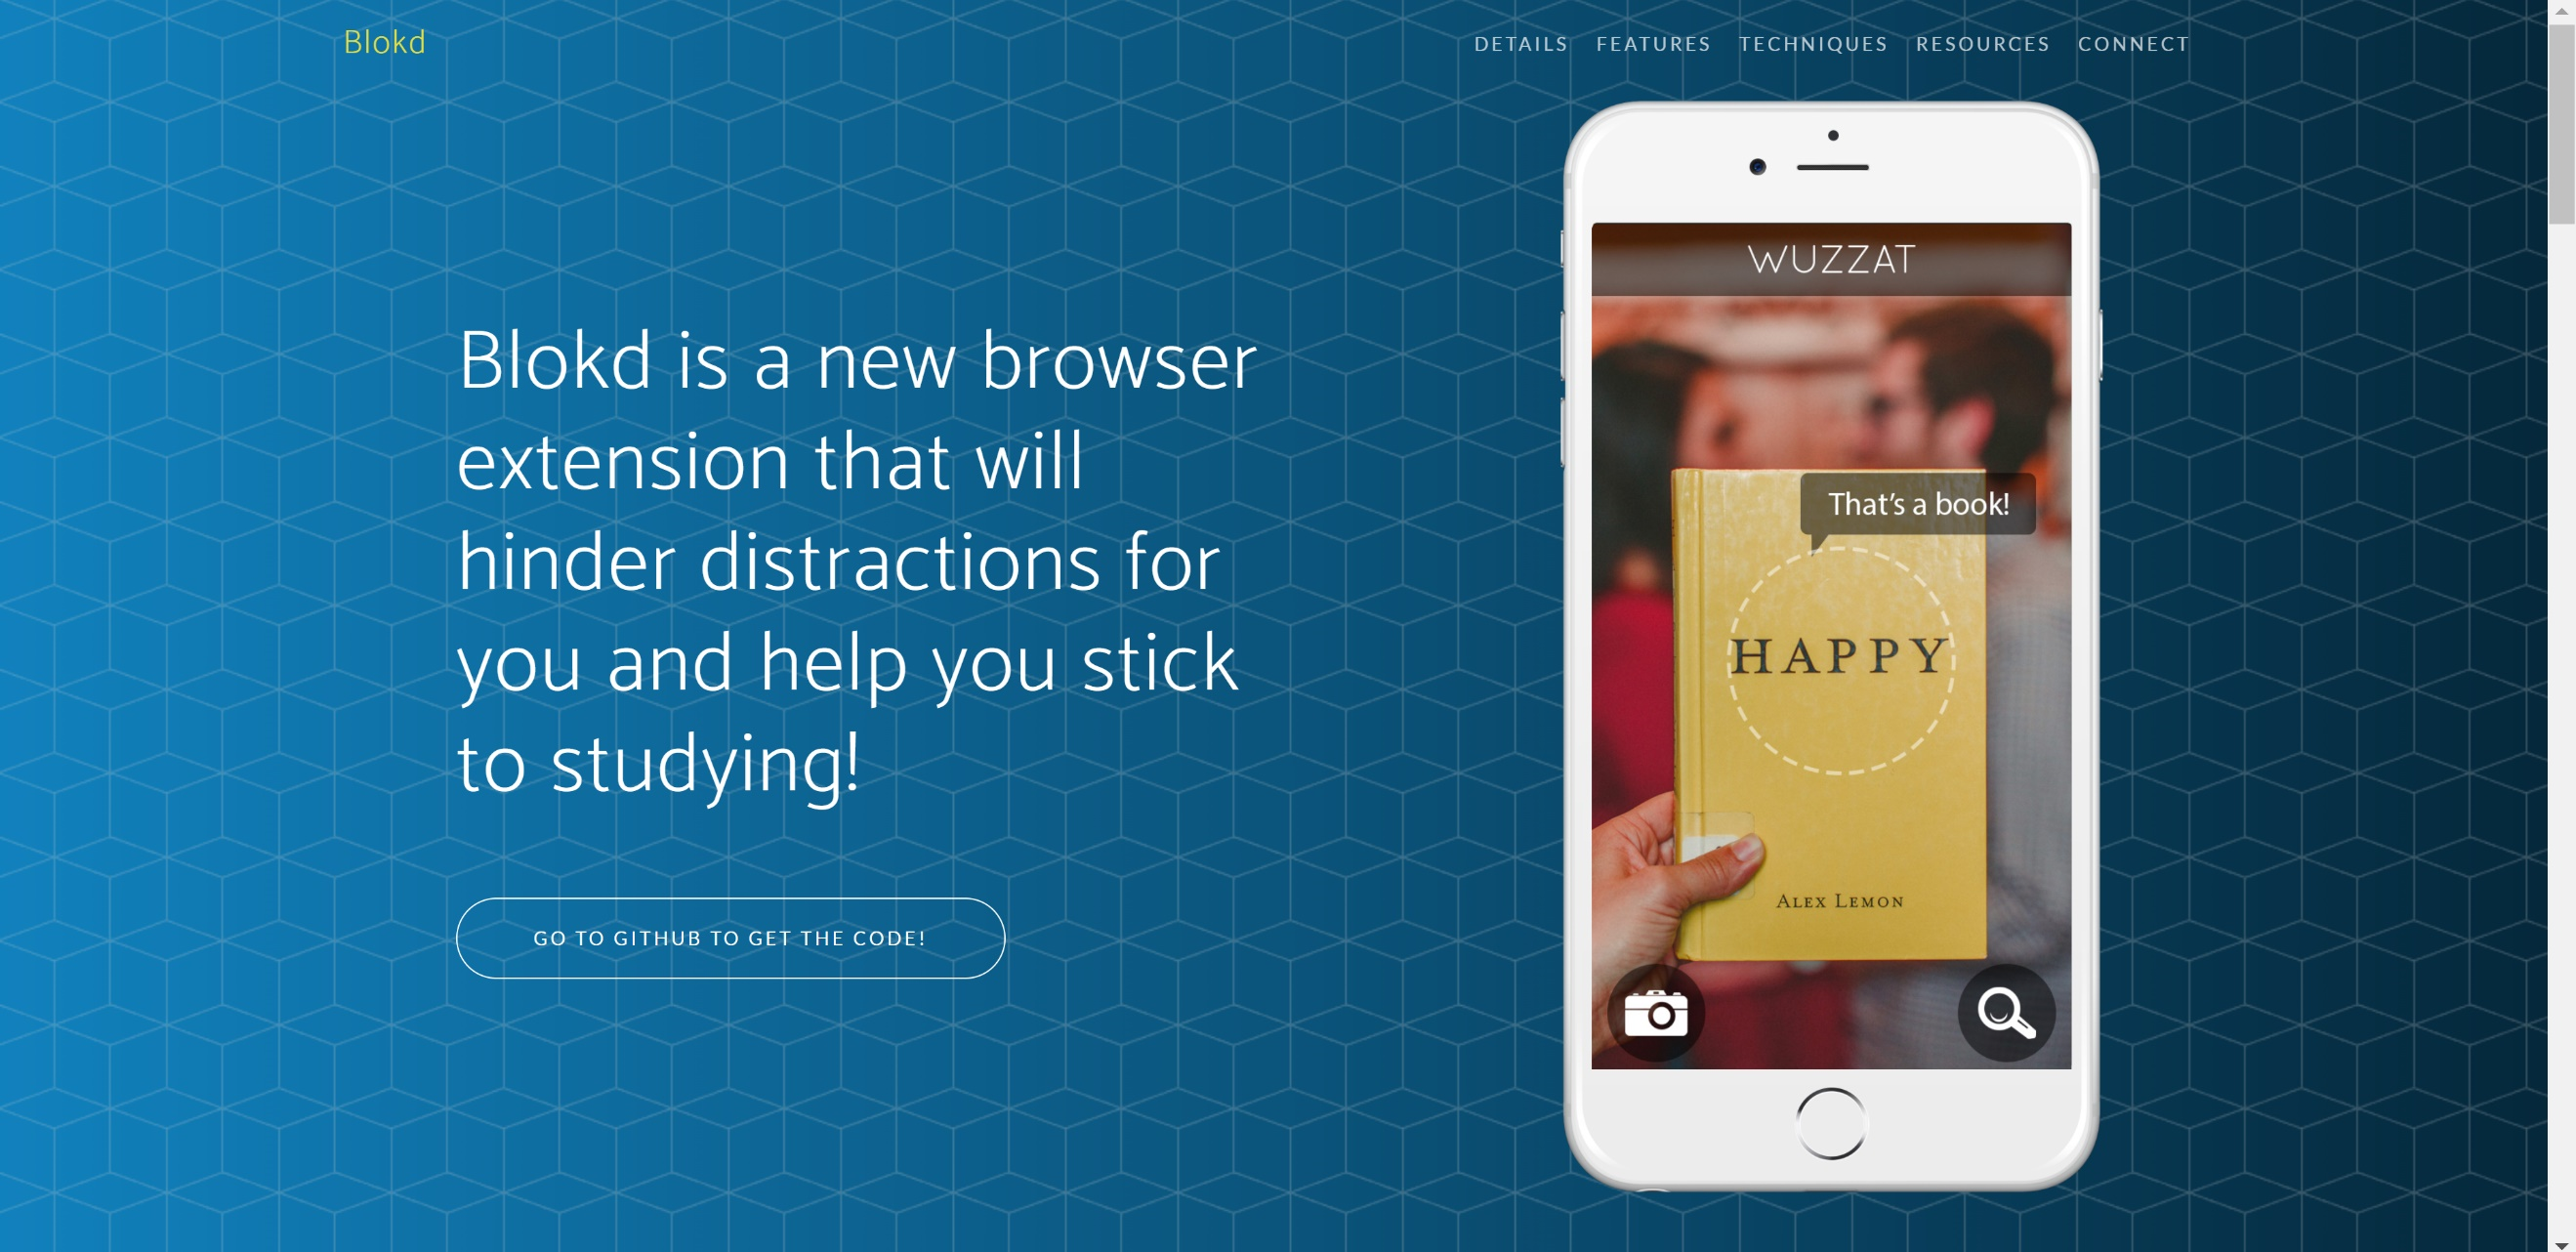 Blokd
DETAILS FEATURES TECHNIQUES RESOURCES CONNECT
Blokd is a new browser
extension that will
hinder distractions for
you and help you stick
to studying!
GO TO GITHUB TO GET THE CODE!
WUZZAT
That's a book!
HAPPY
ALEX LEMON